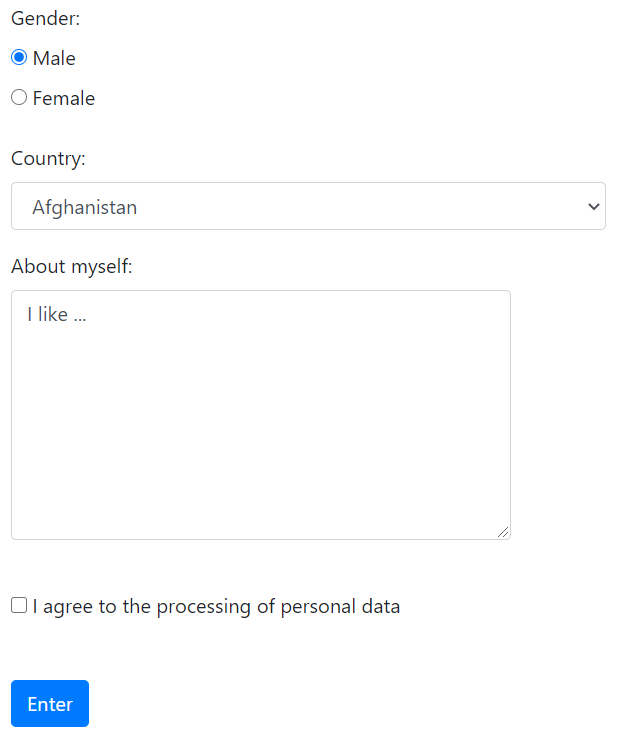 Gender:
Male
Female
Country:
Afghanistan
About myself:
I like ...
I agree to the processing of personal data
Enter